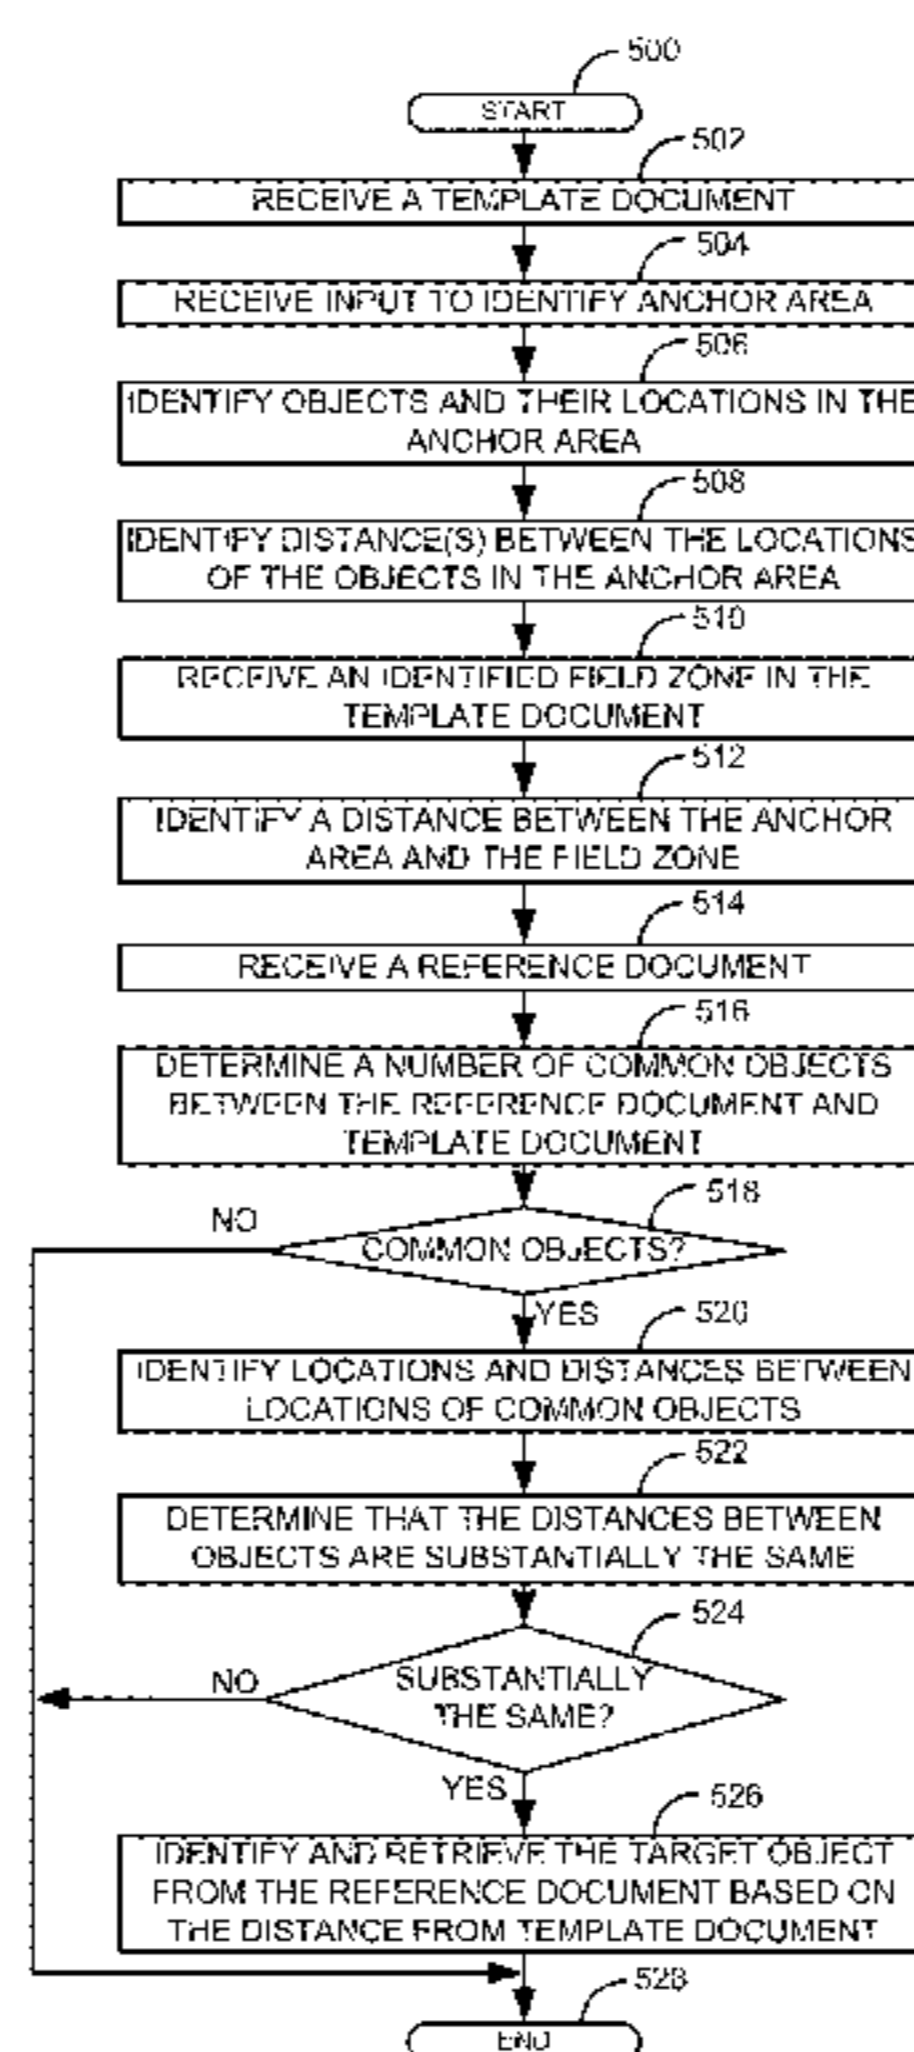 500
START
502
RECEIVE A TEMPLATE DOCUMENT
504
RECEIVE INPUT TO IDENTIFY ANCHOR AREA
506
IDENTIFY OBJECTS AND THEIR LOCATIONS IN THE
ANCHOR AREA
508
IDENTIFY DISTANCE(S) BETWEEN THE LOCATIONS
OF THE OBJECTS IN THE ANCHOR AREA
510
RECEIVE AN IDENTIFIED FIELD ZONE IN THE
TEMPLATE DOCUMENT
512
IDENTIFY A DISTANCE BETWEEN THE ANCHOR
AREA AND THE FIELD ZONE
514
RECEIVE A REFERENCE DOCUMENT
516
DETERMINE A NUMBER OF COMMON OBJECTS
BETWEEN THE REFERENCE DOCUMENT AND
TEMPLATE DOCUMENT
518
NO
COMMON OBJECTS?
YES
520
IDENTIFY LOCATIONS AND DISTANCES BETWEEN
LOCATIONS OF COMMON OBJECTS
522
DETERMINE THAT THE DISTANCES BETWEEN
OBJECTS ARE SUBSTANTIALLY THE SAME
524
NO
SUBSTANTIALLY
THE SAME?
YES
526
IDENTIFY AND RETRIEVE THE TARGET OBJECT
FROM THE REFERENCE DOCUMENT BASED ON
THE DISTANCE FROM TEMPLATE DOCUMENT
528
END